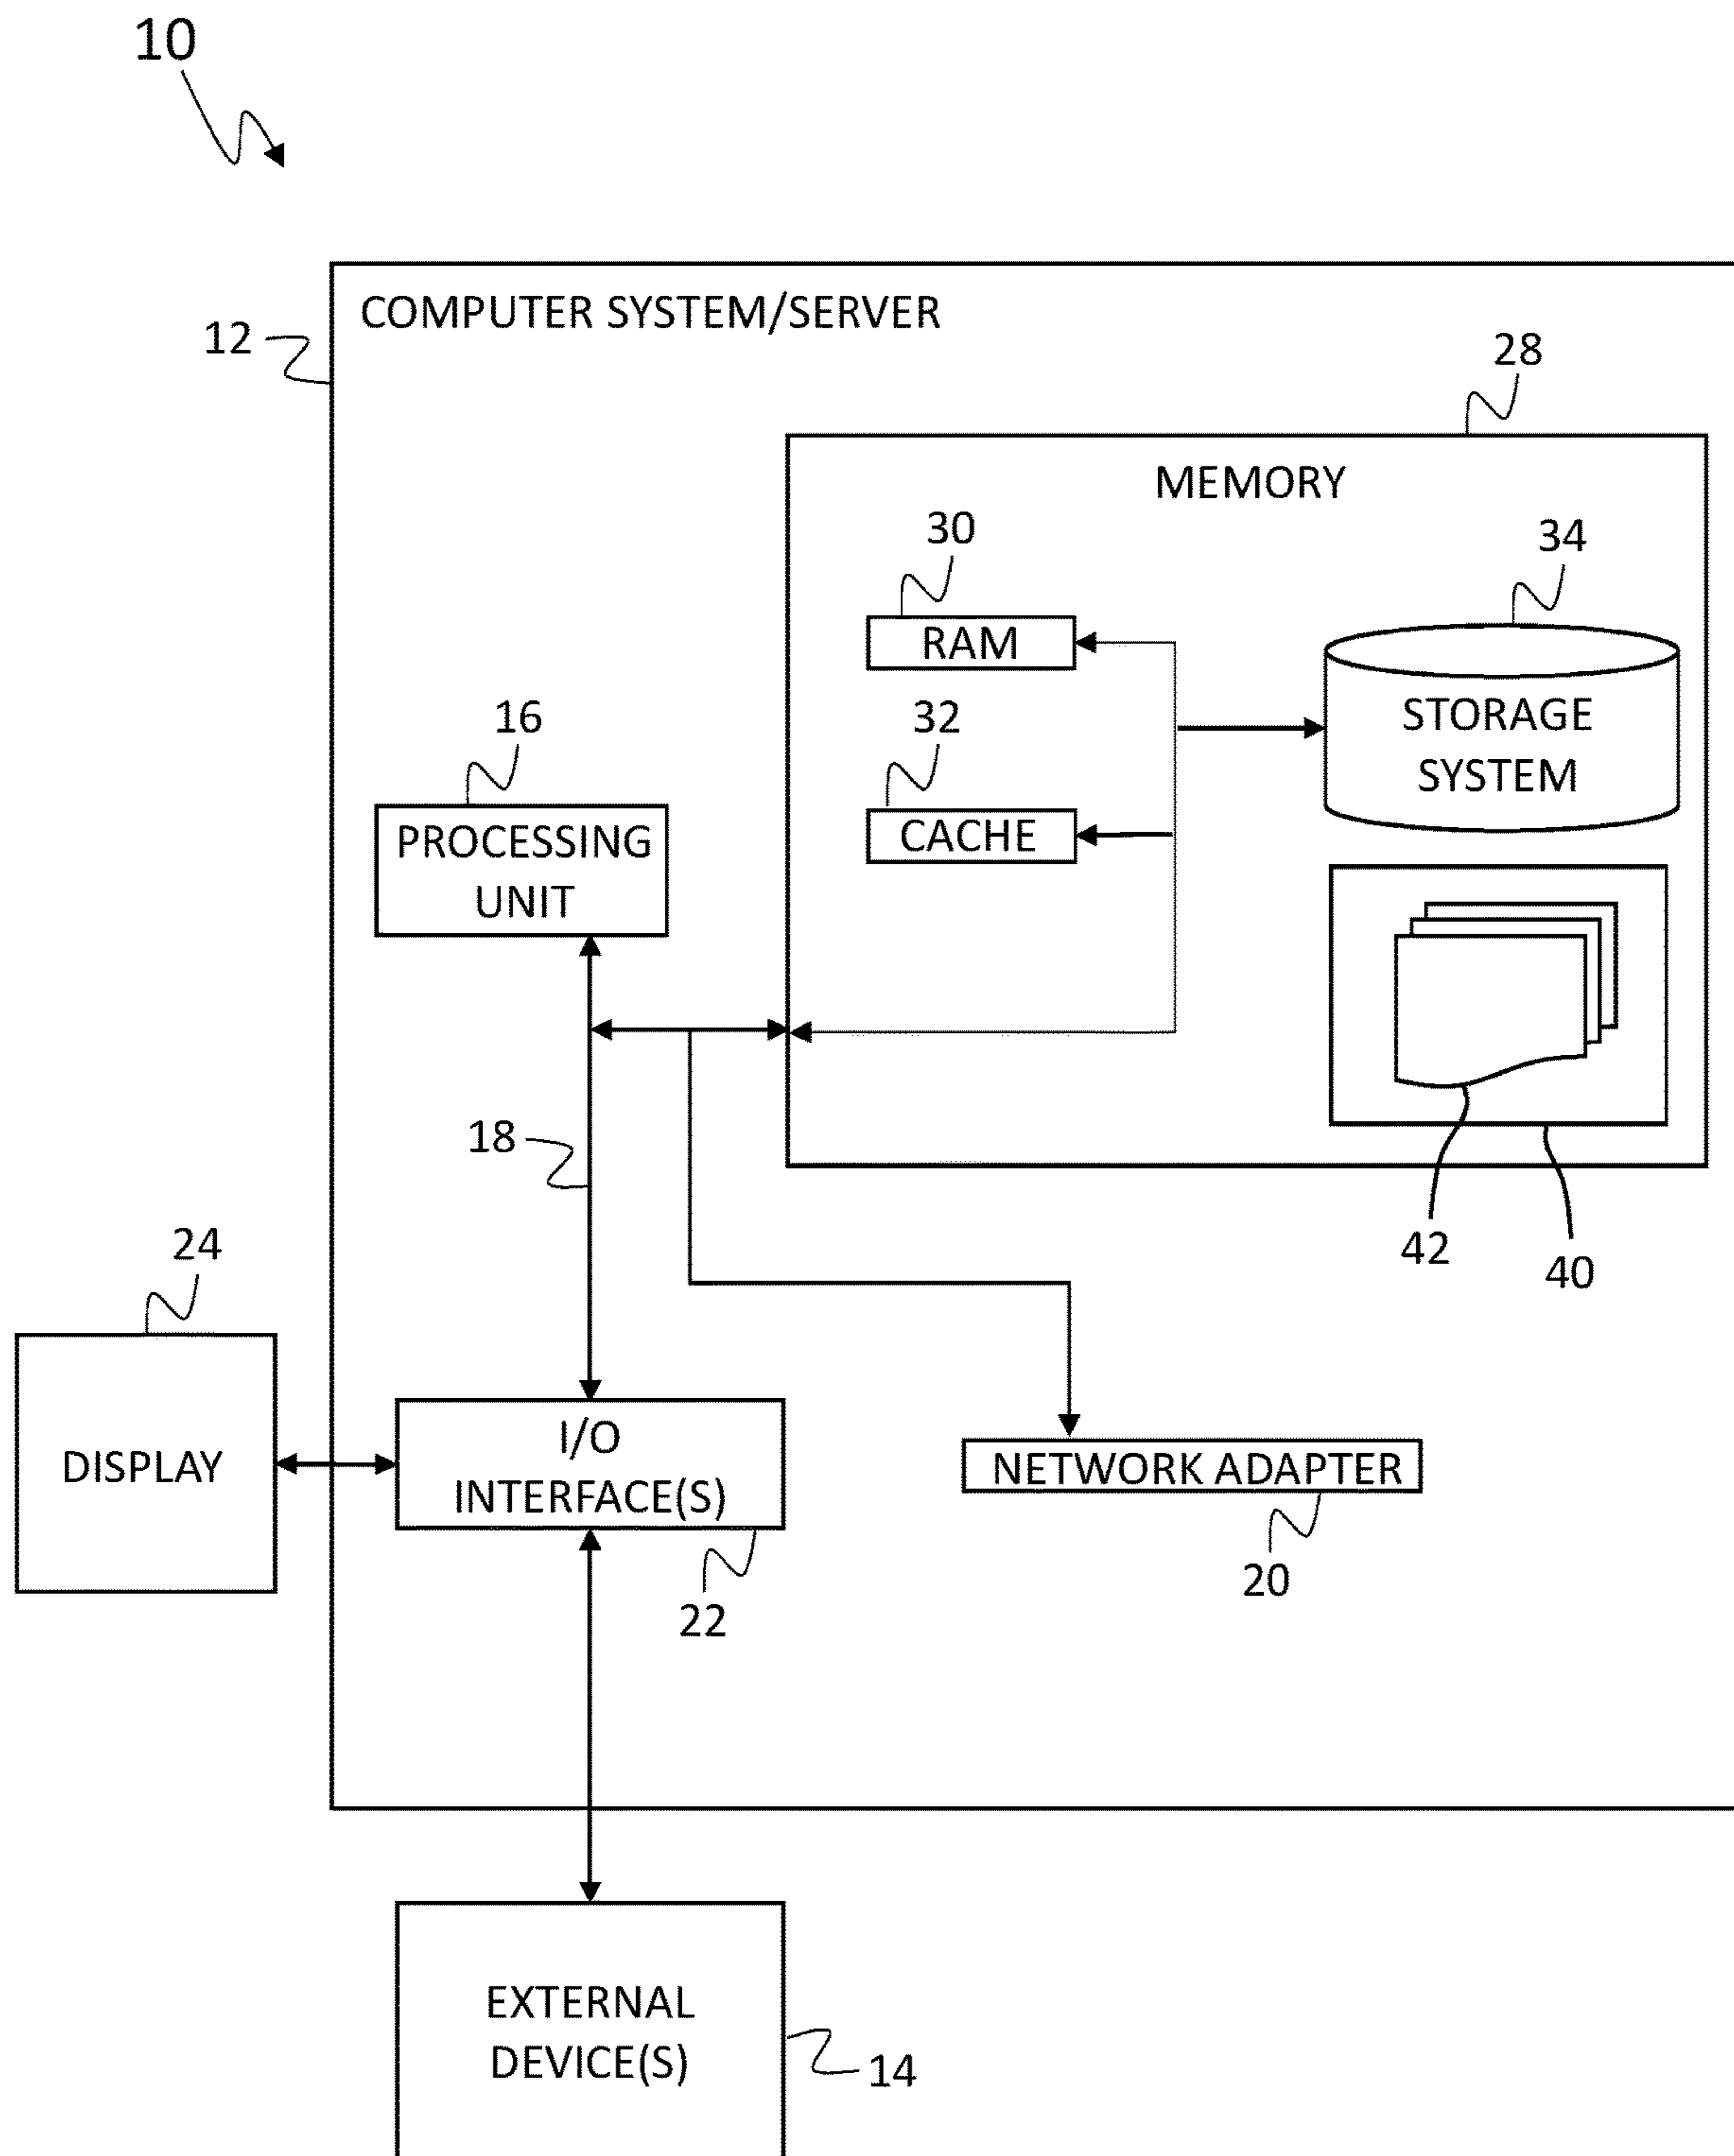 10
COMPUTER SYSTEM/SERVER
12
28
MEMORY
30
34
RAM
STORAGE
SYSTEM
16
32
CACHE
PROCESSING
UNIT
18
42
40
24
DISPLAY
I/O
INTERFACE(S)
NETWORK ADAPTER
20
22
EXTERNAL
DEVICE(S)
14